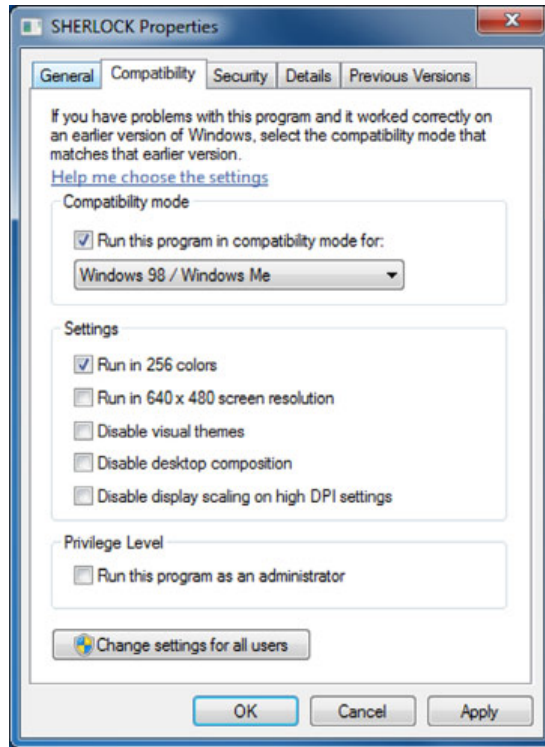 SHERLOCK Properties
General Compatibility Security Details Previous Versions
If you have problems with this program and it worked correctly on
an earlier version of Windows, select the compatibility mode that
matches that earlier version.
Help me choose the settings
Compatibility mode
Run this program in compatibility mode for:
Windows 98 / Windows Me
Settings
Run in 256 colors
Run in 640 x 480 screen resolution
Disable visual themes
Disable desktop composition
Disable display scaling on high DPI settings
Privilege Level
Run this program as an administrator
Change settings for all users
OK Cancel Apply